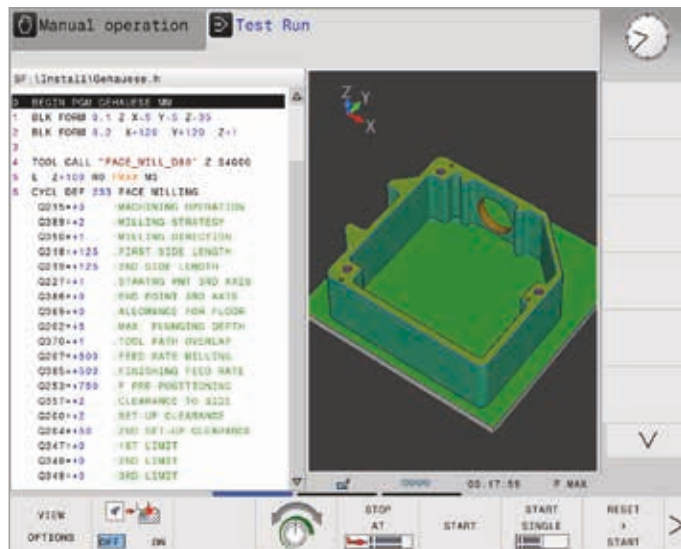 Manual operation
Test Run
SF:\Install\Gehauese.h
0 BEGIN PGM GEHAUESE MM
1 BLK FORM 0.1 Z X-5 Y-5 Z-35
2 BLK FORM 0.2 X+120 Y+120 Z+1
3
4 TOOL CALL "FACE_MILL_D80" Z S4000
5 L Z+100 R0 FMAX M3
6 CYCL DEF 233 FACE MILLING
Q215=+0 ;MACHINING OPERATION
Q389=+2 ;MILLING STRATEGY
Q350=+1 ;MILLING DIRECTION
Q218=+125 ;FIRST SIDE LENGTH
Q219=+125 ;2ND SIDE LENGTH
Q227=+1 ;STARTNG PNT 3RD AXIS
Q386=+0 ;END POINT 3RD AXIS
Q369=+0 ;ALLOWANCE FOR FLOOR
Q202=+5 ;MAX. PLUNGING DEPTH
Q370=+1 ;TOOL PATH OVERLAP
Q207=+500 ;FEED RATE MILLING
Q385=+500 ;FINISHING FEED RATE
Q253=+750 ;F PRE-POSITIONING
Q357=+2 ;CLEARANCE TO SIDE
Q200=+2 ;SET-UP CLEARANCE
Q204=+50 ;2ND SET-UP CLEARANCE
Q347=+0 ;1ST LIMIT
Q348=+0 ;2ND LIMIT
Q349=+0 ;3RD LIMIT
Z
Y
X
00:17:55 F MAX
VIEW
OPTIONS
OFF ON
STOP
AT
START
START
SINGLE
RESET
+
START